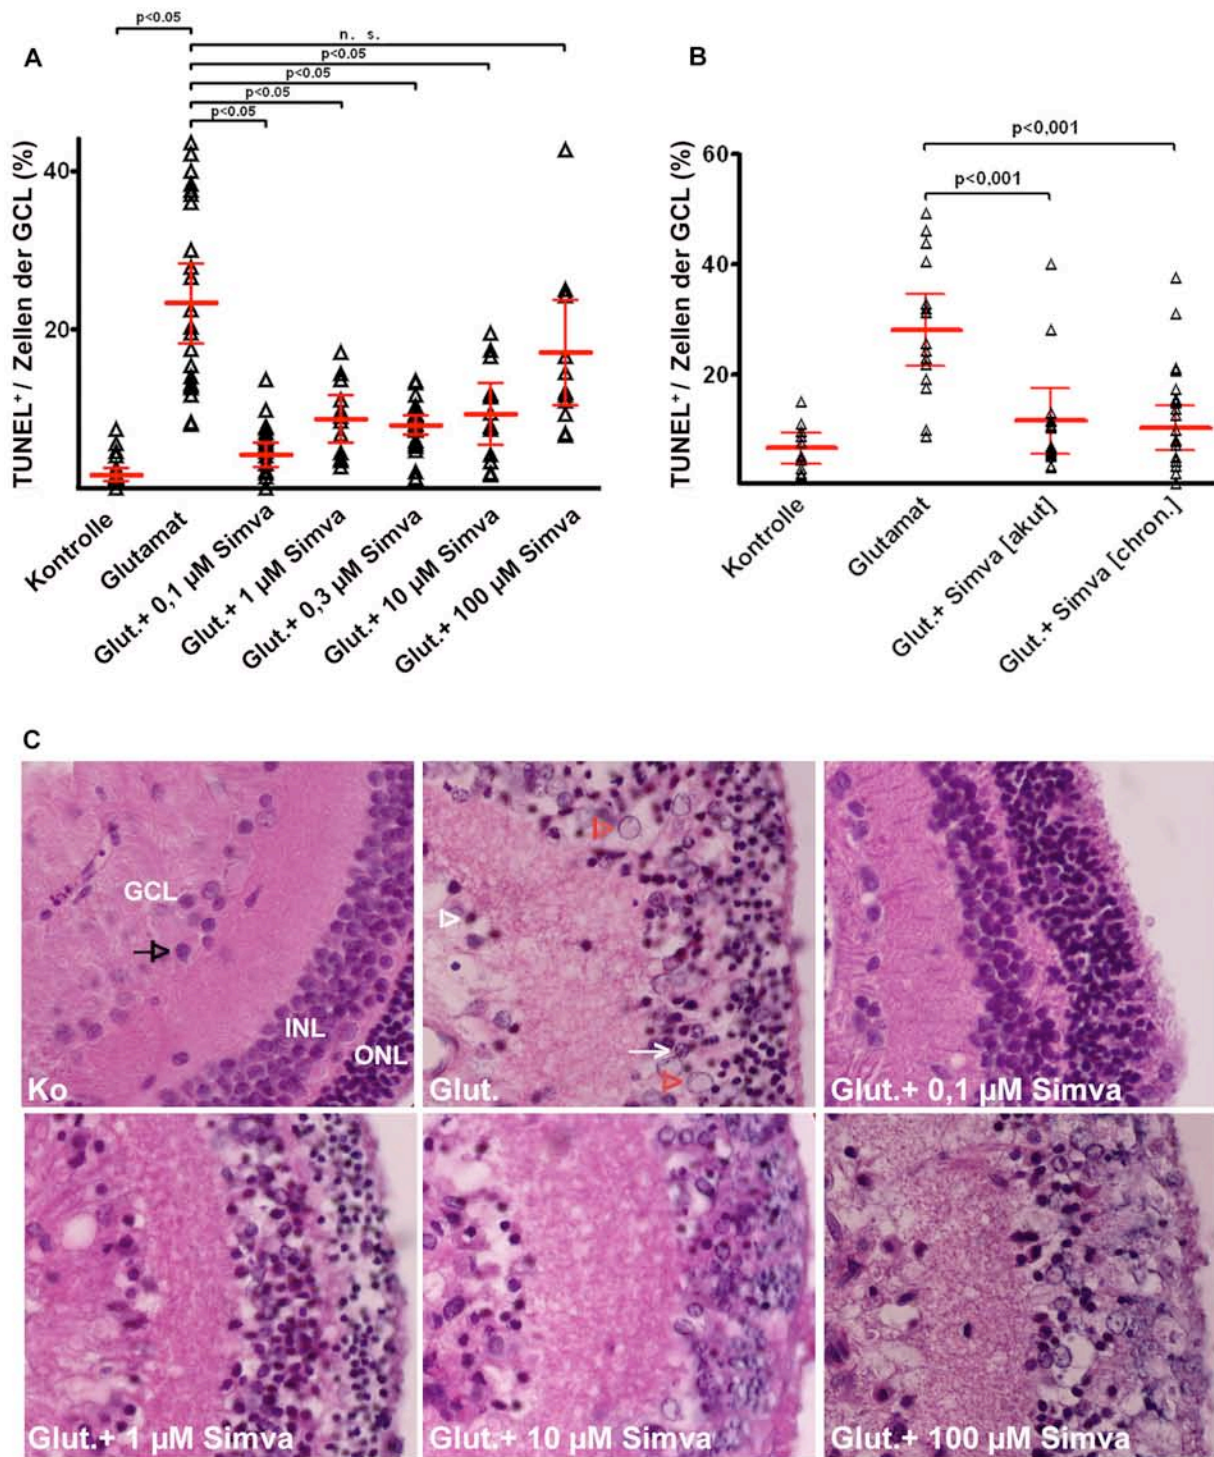 A
p<0.05
n. s.
p<0.05
p<0.05
p<0.05
p<0.05
TUNEL⁺ / Zellen der GCL (%)
40
20
Kontrolle
Glutamat
Glut.+ 0,1 µM Simva
Glut.+ 1 µM Simva
Glut.+ 0,3 µM Simva
Glut.+ 10 µM Simva
Glut.+ 100 µM Simva
B
p<0,001
p<0,001
TUNEL⁺ / Zellen der GCL (%)
60
40
20
Kontrolle
Glutamat
Glut.+ Simva [akut]
Glut.+ Simva [chron.]
C
GCL
INL
ONL
Ko
Glut.
Glut.+ 0,1 µM Simva
Glut.+ 1 µM Simva
Glut.+ 10 µM Simva
Glut.+ 100 µM Simva